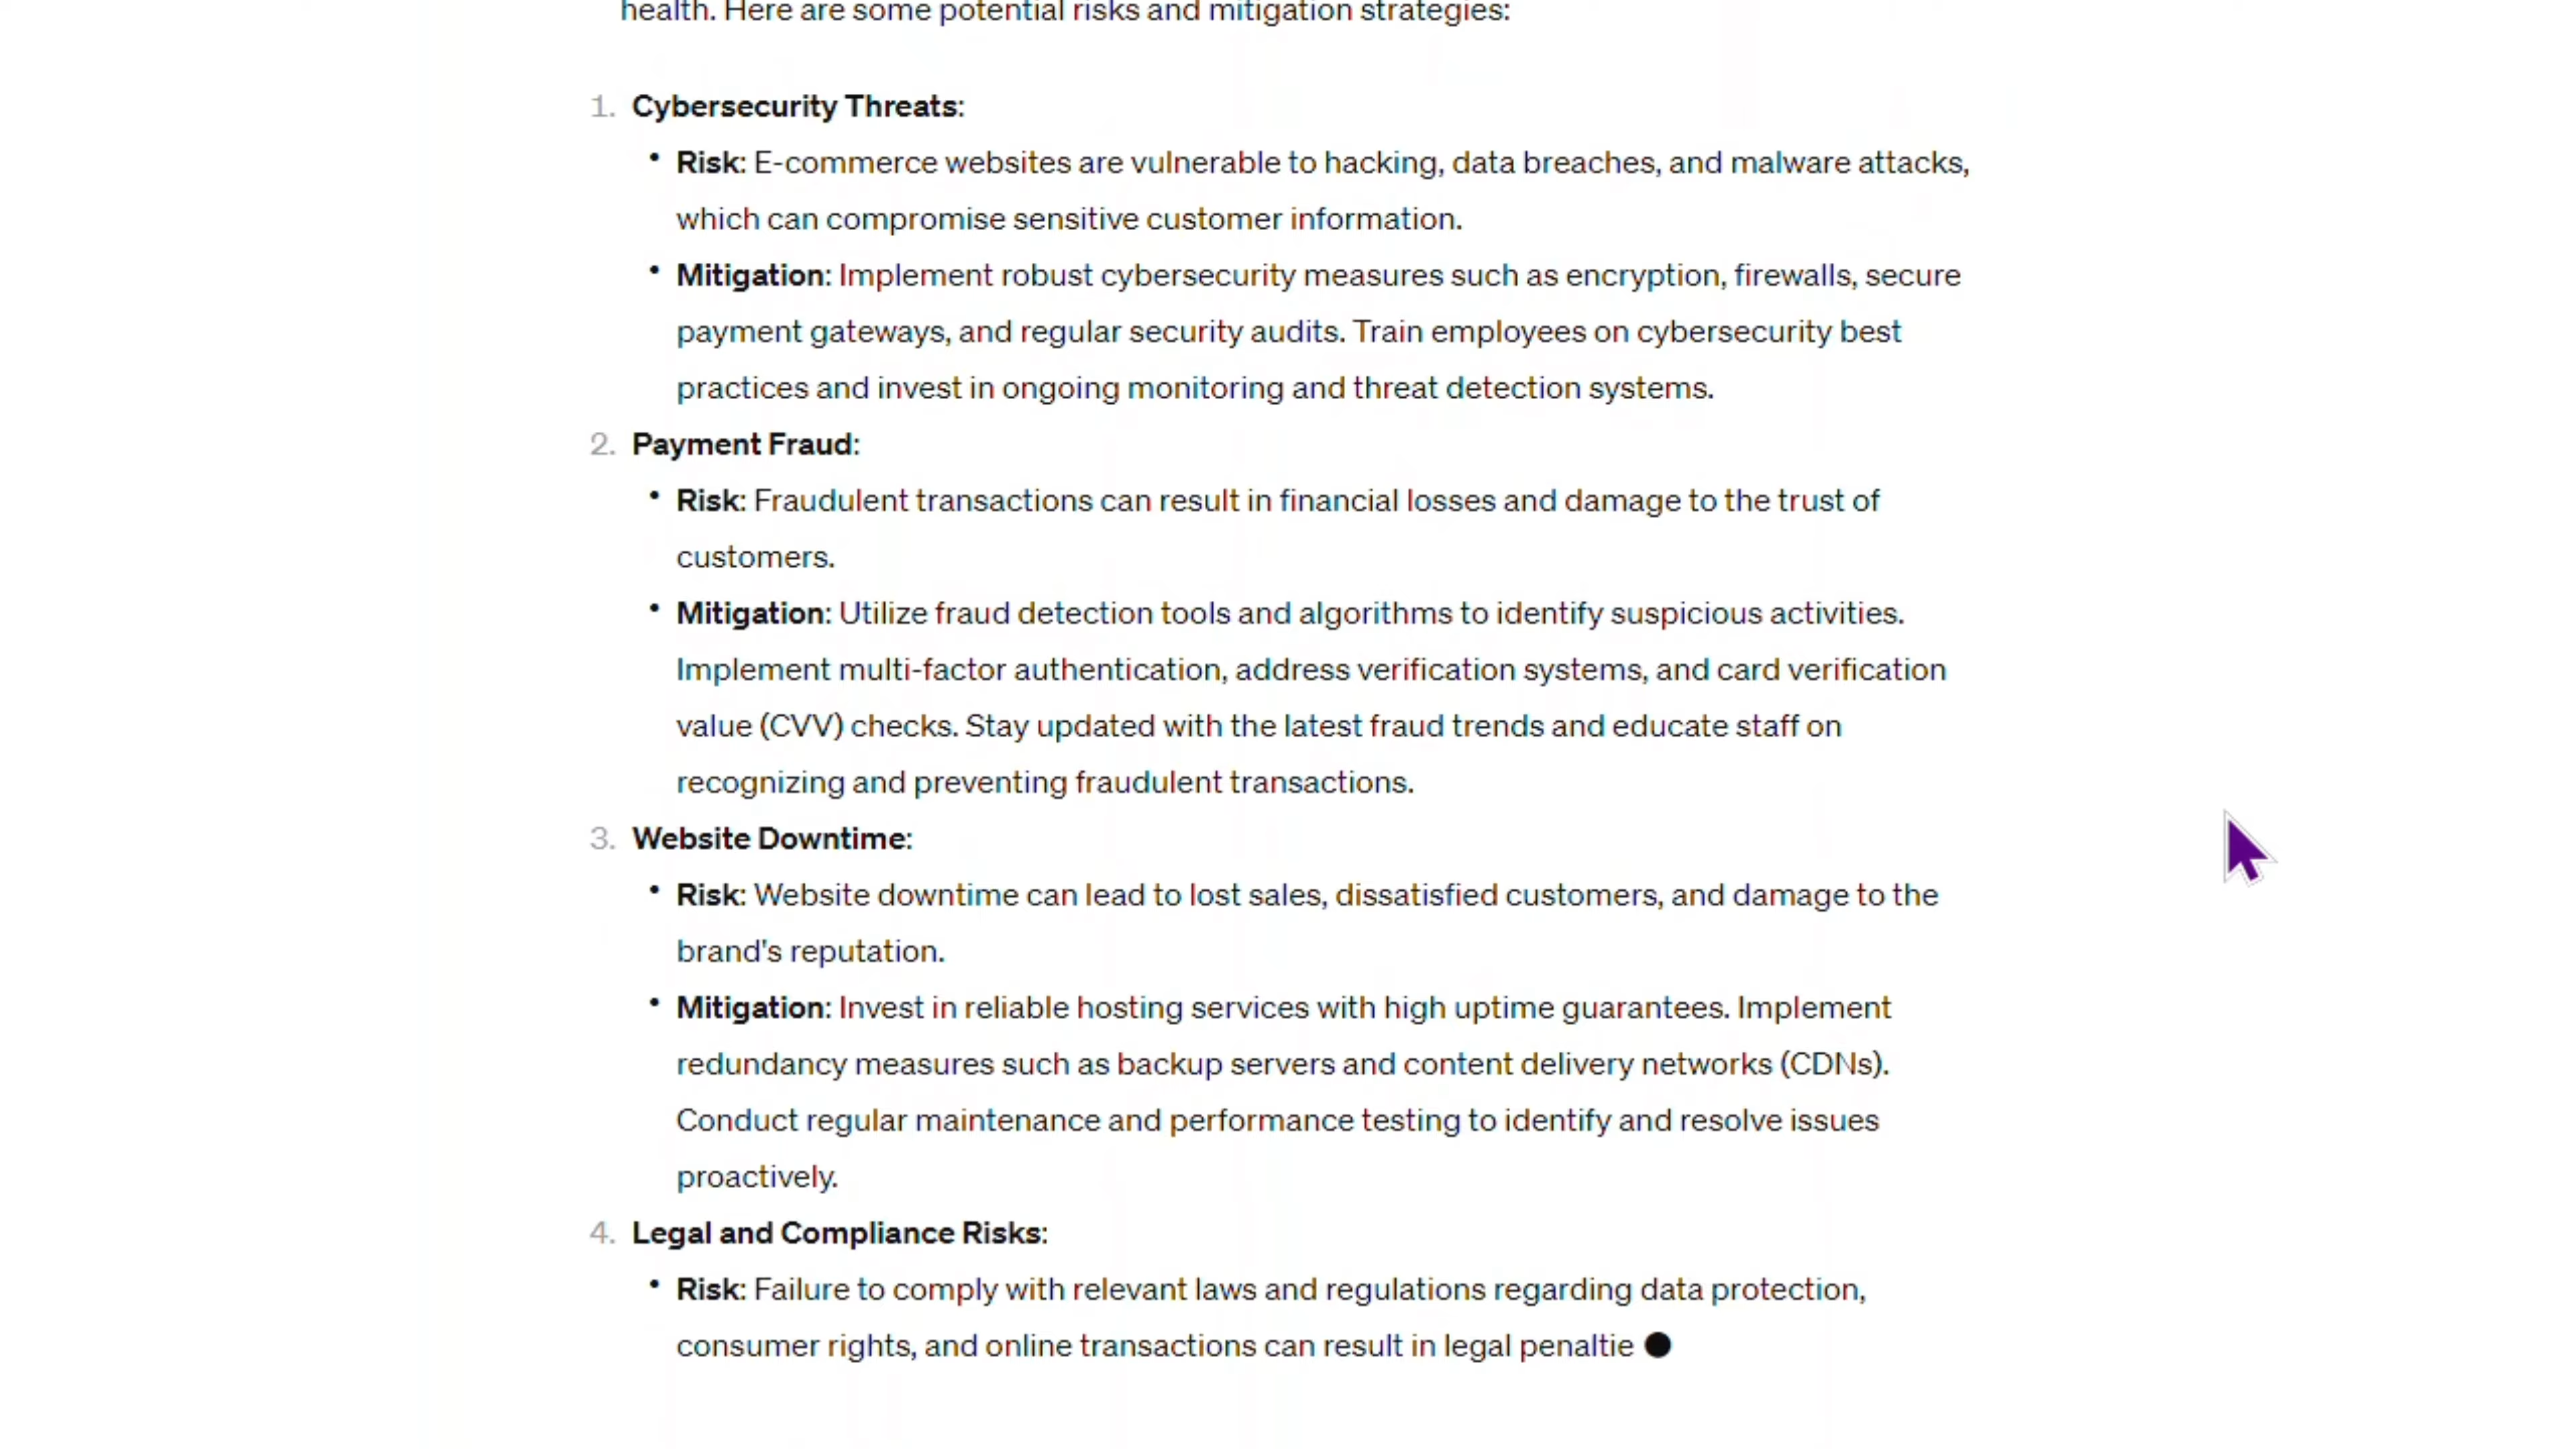 health. Here are some potential risks and mitigation strategies:
1. Cybersecurity Threats:
• Risk: E-commerce websites are vulnerable to hacking, data breaches, and malware attacks,
which can compromise sensitive customer information.
• Mitigation: Implement robust cybersecurity measures such as encryption, firewalls, secure
payment gateways, and regular security audits. Train employees on cybersecurity best
practices and invest in ongoing monitoring and threat detection systems.
2. Payment Fraud:
• Risk: Fraudulent transactions can result in financial losses and damage to the trust of
customers.
• Mitigation: Utilize fraud detection tools and algorithms to identify suspicious activities.
Implement multi-factor authentication, address verification systems, and card verification
value (CVV) checks. Stay updated with the latest fraud trends and educate staff on
recognizing and preventing fraudulent transactions.
3. Website Downtime:
• Risk: Website downtime can lead to lost sales, dissatisfied customers, and damage to the
brand's reputation.
• Mitigation: Invest in reliable hosting services with high uptime guarantees. Implement
redundancy measures such as backup servers and content delivery networks (CDNs).
Conduct regular maintenance and performance testing to identify and resolve issues
proactively.
4. Legal and Compliance Risks:
• Risk: Failure to comply with relevant laws and regulations regarding data protection,
consumer rights, and online transactions can result in legal penaltie